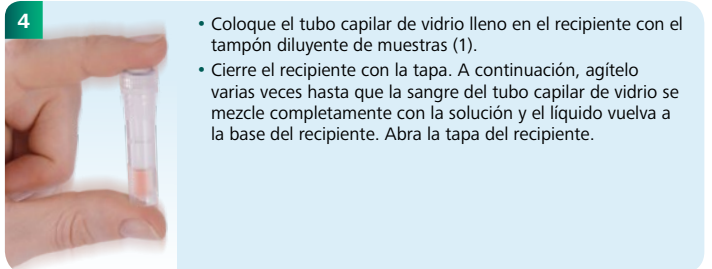 4
• Coloque el tubo capilar de vidrio lleno en el recipiente con el
tampón diluyente de muestras (1).
• Cierre el recipiente con la tapa. A continuación, agítelo
varias veces hasta que la sangre del tubo capilar de vidrio se
mezcle completamente con la solución y el líquido vuelva a
la base del recipiente. Abra la tapa del recipiente.